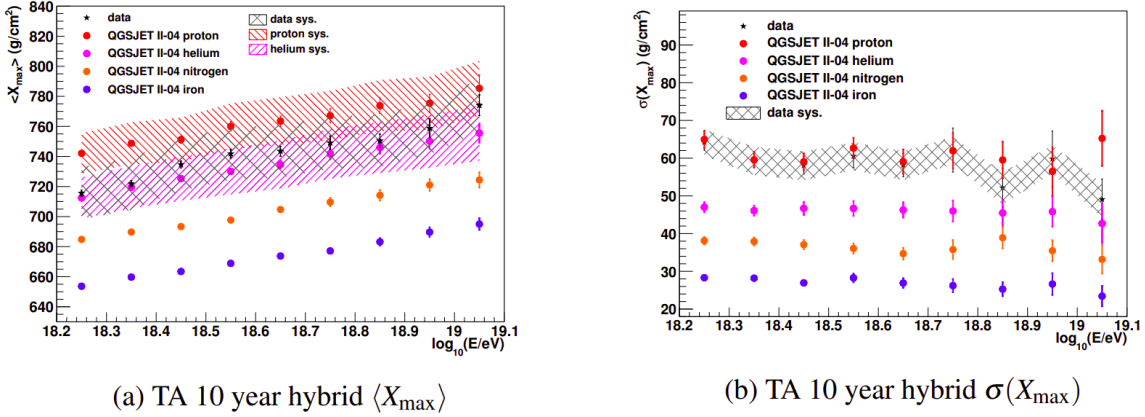 840
820
800
780
760
740
720
700
680
660
640
<Xmax> (g/cm²)
data
QGSJET II-04 proton
QGSJET II-04 helium
QGSJET II-04 nitrogen
QGSJET II-04 iron
data sys.
proton sys.
helium sys.
18.2 18.3 18.4 18.5 18.6 18.7 18.8 18.9 19 19.1
log10(E/eV)
(a) TA 10 year hybrid ⟨Xmax⟩
90
80
70
60
50
40
30
20
σ(Xmax) (g/cm²)
data
QGSJET II-04 proton
QGSJET II-04 helium
QGSJET II-04 nitrogen
QGSJET II-04 iron
data sys.
18.2 18.3 18.4 18.5 18.6 18.7 18.8 18.9 19 19.1
log10(E/eV)
(b) TA 10 year hybrid σ(Xmax)